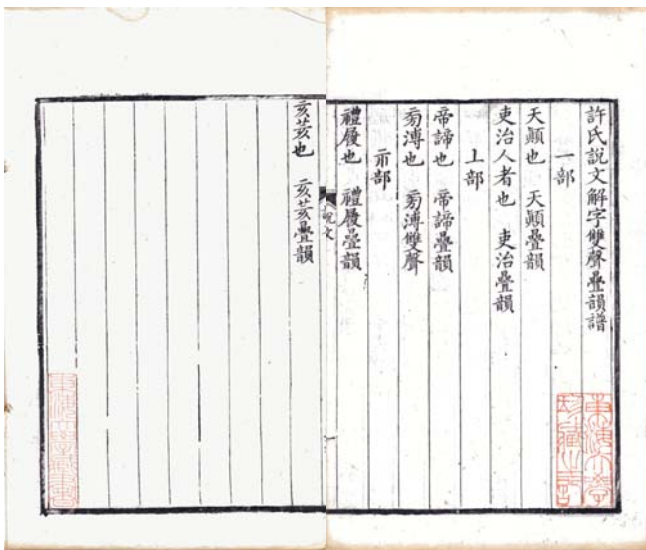 許氏說文解字雙聲疊韻譜
一部
天顚也　天顚疊韻
吏治人者也　吏治疊韻
上部
帝諦也　帝諦疊韻
旁溥也　旁溥雙聲
示部
禮履也　禮履疊韻
說文
亥荄也　亥荄疊韻